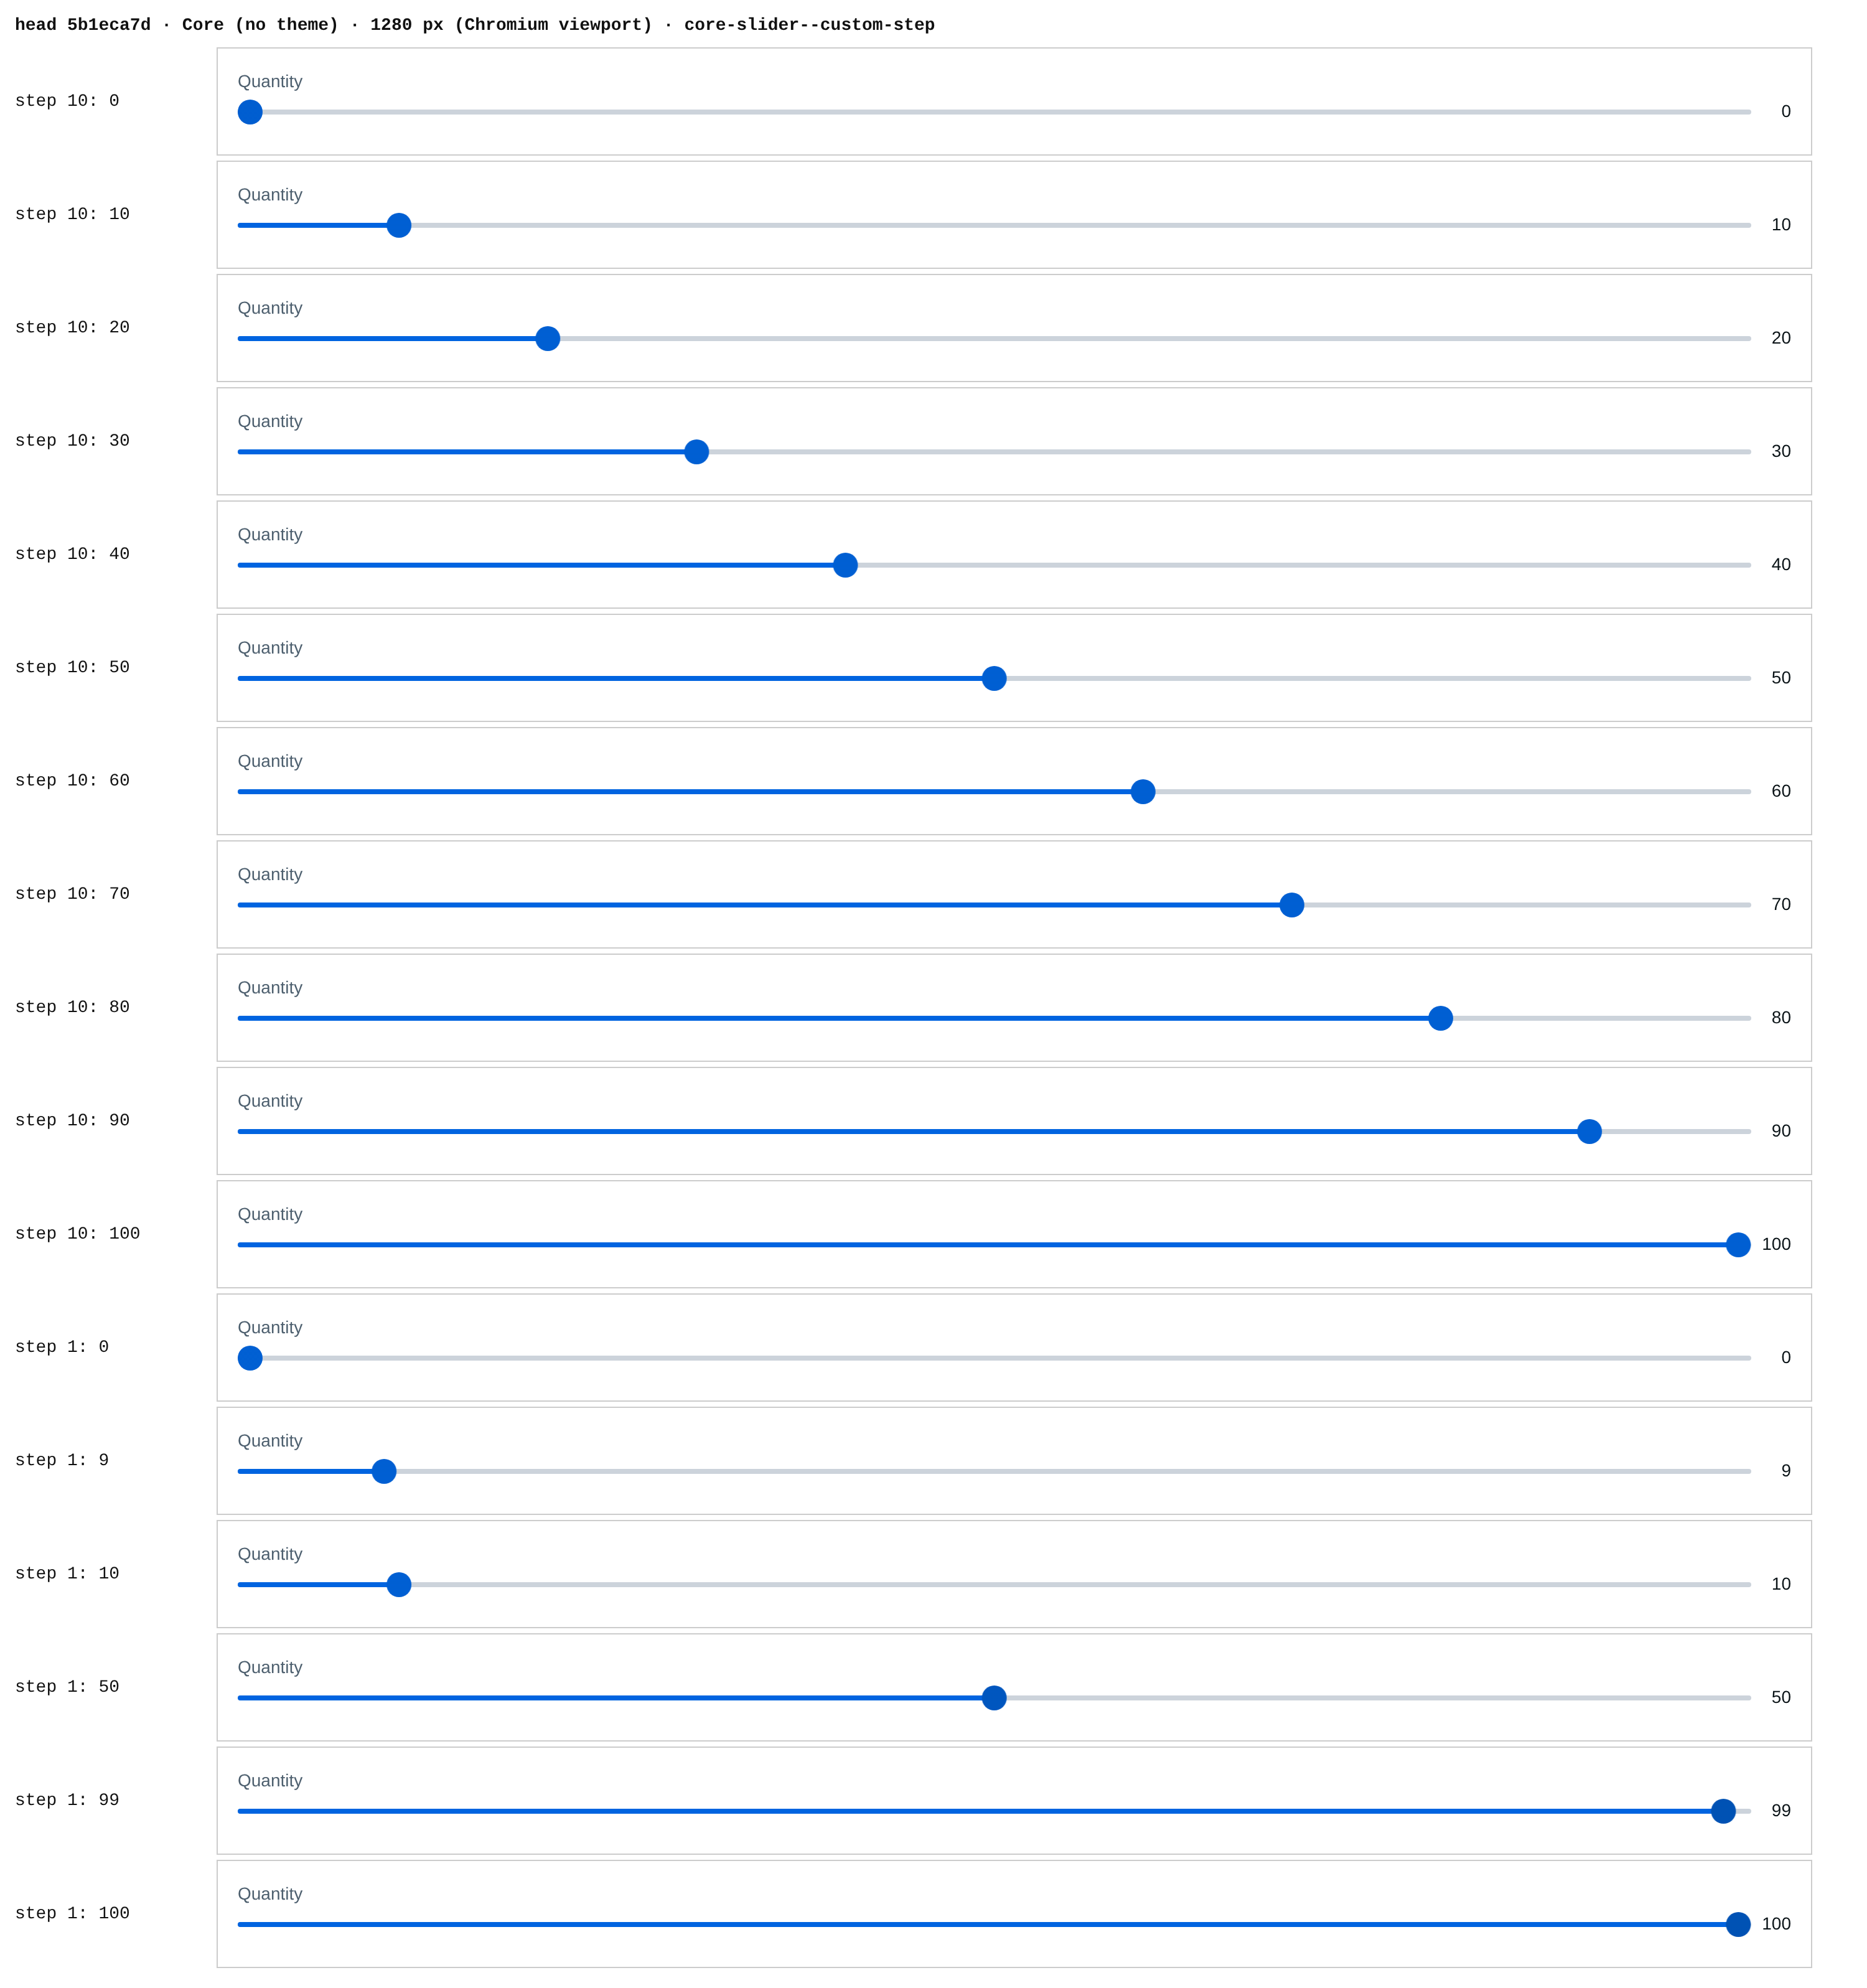 head 5b1eca7d · Core (no theme) · 1280 px (Chromium viewport) · core-slider--custom-step
Quantity
step 10: 0
0
Quantity
step 10: 10
10
Quantity
step 10: 20
20
Quantity
step 10: 30
30
Quantity
step 10: 40
40
Quantity
step 10: 50
50
Quantity
step 10: 60
60
Quantity
step 10: 70
70
Quantity
step 10: 80
80
Quantity
step 10: 90
90
Quantity
step 10: 100
100
Quantity
step 1: 0
0
Quantity
step 1: 9
9
Quantity
step 1: 10
10
Quantity
step 1: 50
50
Quantity
step 1: 99
99
Quantity
step 1: 100
100